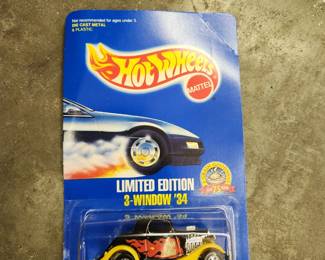 Not recommended for ages under 3.
DIE CAST METAL
& PLASTIC.
Hot Wheels
MATTEL
LIMITED EDITION
3-WINDOW '34